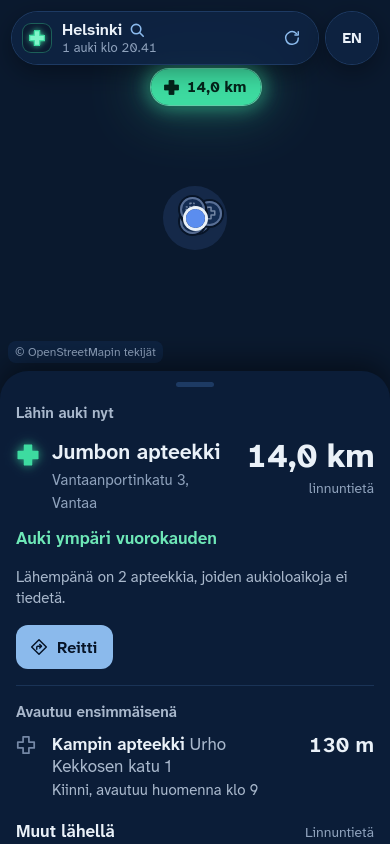 Helsinki
1 auki klo 20.41
EN
14,0 km
© OpenStreetMapin tekijät
Lähin auki nyt
Jumbon apteekki
14,0 km
Vantaanportinkatu 3,
Vantaa
linnuntietä
Auki ympäri vuorokauden
Lähempänä on 2 apteekkia, joiden aukioloaikoja ei
tiedetä.
Reitti
Avautuu ensimmäisenä
Kampin apteekki Urho
Kekkosen katu 1
130 m
Kiinni, avautuu huomenna klo 9
Muut lähellä
Linnuntietä